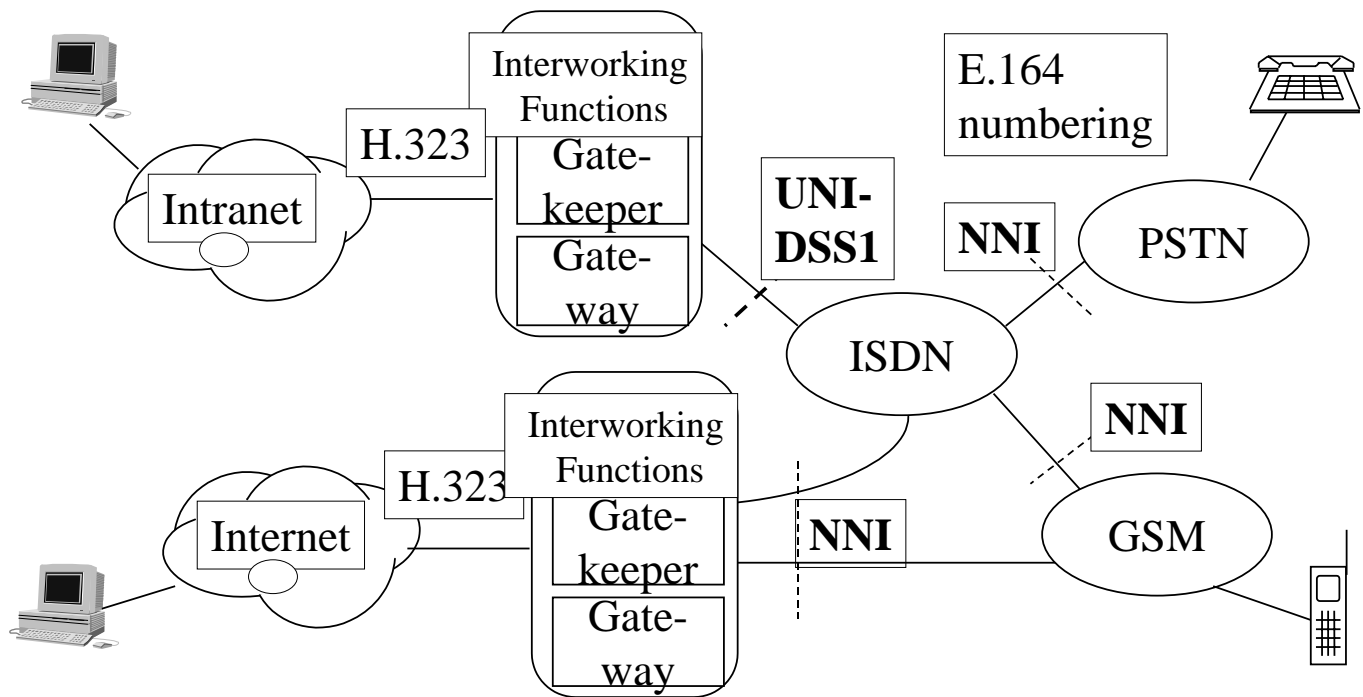 Interworking
Functions
E.164
numbering
H.323
Gate-
keeper
Intranet
UNI-
DSS1
NNI
PSTN
Gate-
way
ISDN
NNI
Interworking
Functions
H.323
Gate-
keeper
Internet
NNI
GSM
Gate-
way